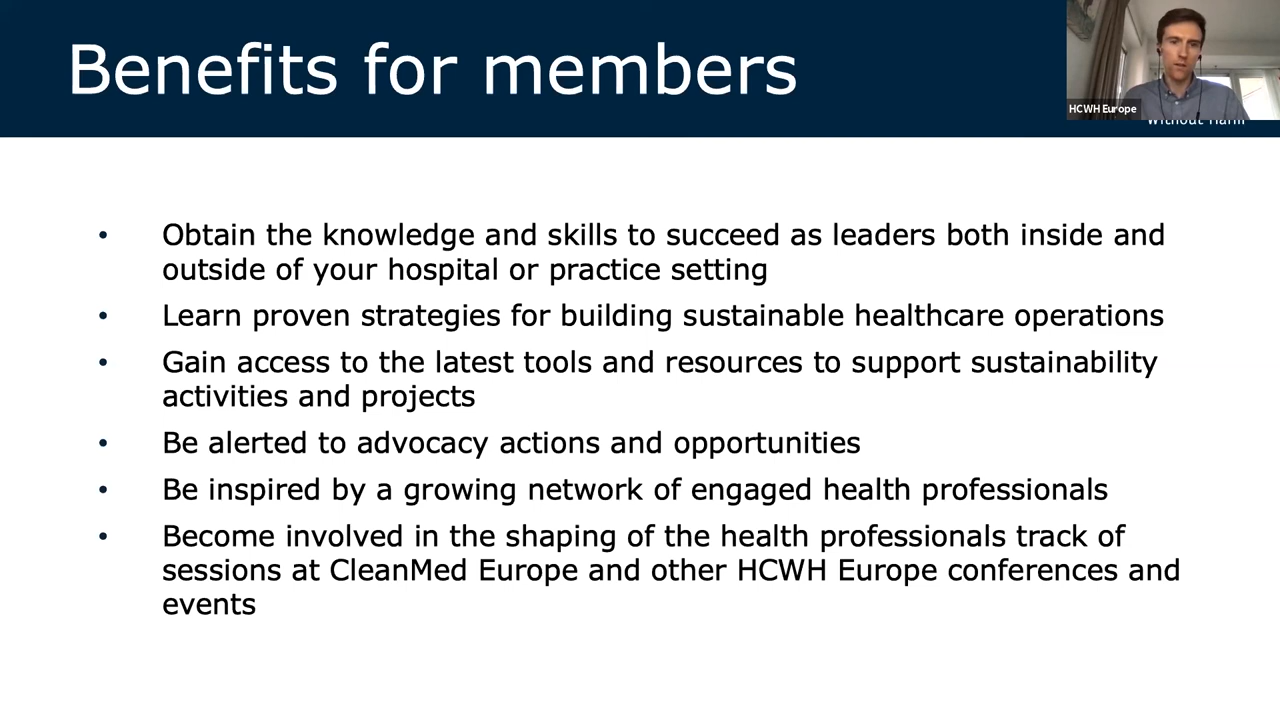 Benefits for members
HCWH Europe
Without Harm
• Obtain the knowledge and skills to succeed as leaders both inside and
outside of your hospital or practice setting
• Learn proven strategies for building sustainable healthcare operations
• Gain access to the latest tools and resources to support sustainability
activities and projects
• Be alerted to advocacy actions and opportunities
• Be inspired by a growing network of engaged health professionals
• Become involved in the shaping of the health professionals track of
sessions at CleanMed Europe and other HCWH Europe conferences and
events